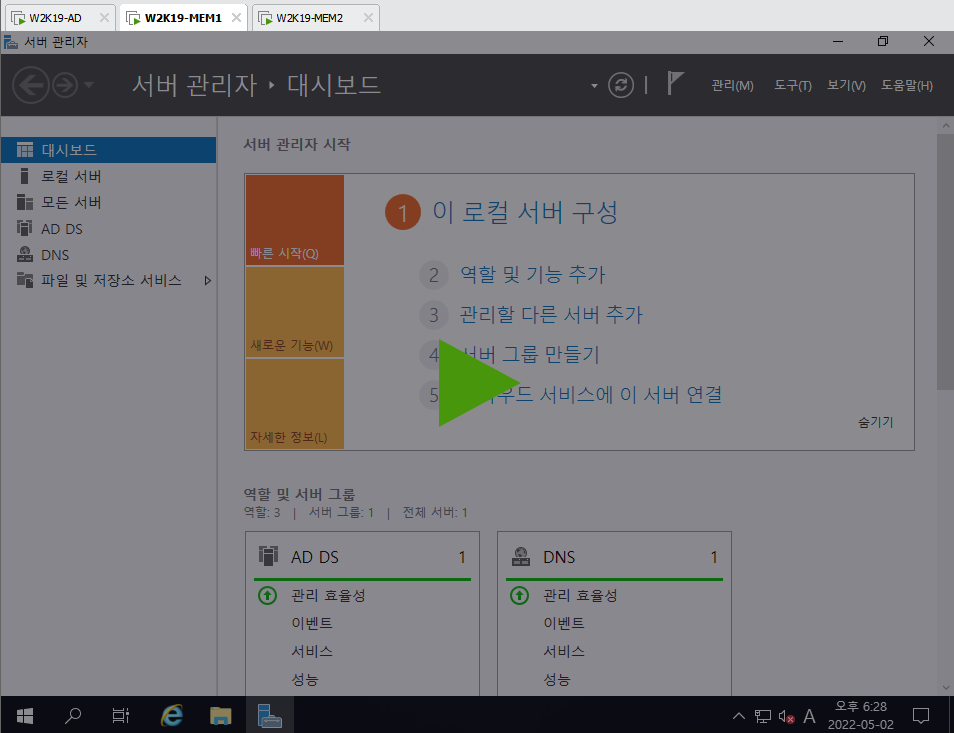 W2K19-AD
W2K19-MEM1
W2K19-MEM2
서버 관리자
서버 관리자 ‣ 대시보드
관리(M)
도구(T)
보기(V)
도움말(H)
대시보드
로컬 서버
모든 서버
AD DS
DNS
파일 및 저장소 서비스
서버 관리자 시작
빠른 시작(Q)
새로운 기능(W)
자세한 정보(L)
1 이 로컬 서버 구성
2 역할 및 기능 추가
3 관리할 다른 서버 추가
4 서버 그룹 만들기
5 우드 서비스에 이 서버 연결
숨기기
역할 및 서버 그룹
역할: 3 | 서버 그룹: 1 | 전체 서버: 1
AD DS 1
관리 효율성
이벤트
서비스
성능
DNS 1
관리 효율성
이벤트
서비스
성능
A
오후 6:28
2022-05-02